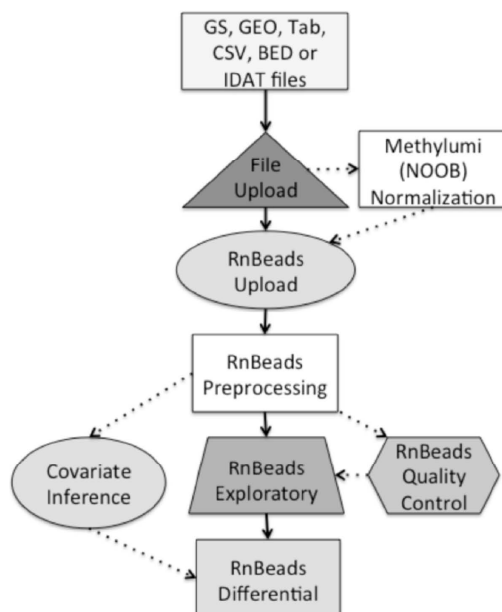 GS, GEO, Tab,
CSV, BED or
IDAT files
File
Upload
Methylumi
(NOOB)
Normalization
RnBeads
Upload
RnBeads
Preprocessing
Covariate
Inference
RnBeads
Exploratory
RnBeads
Quality
Control
RnBeads
Differential